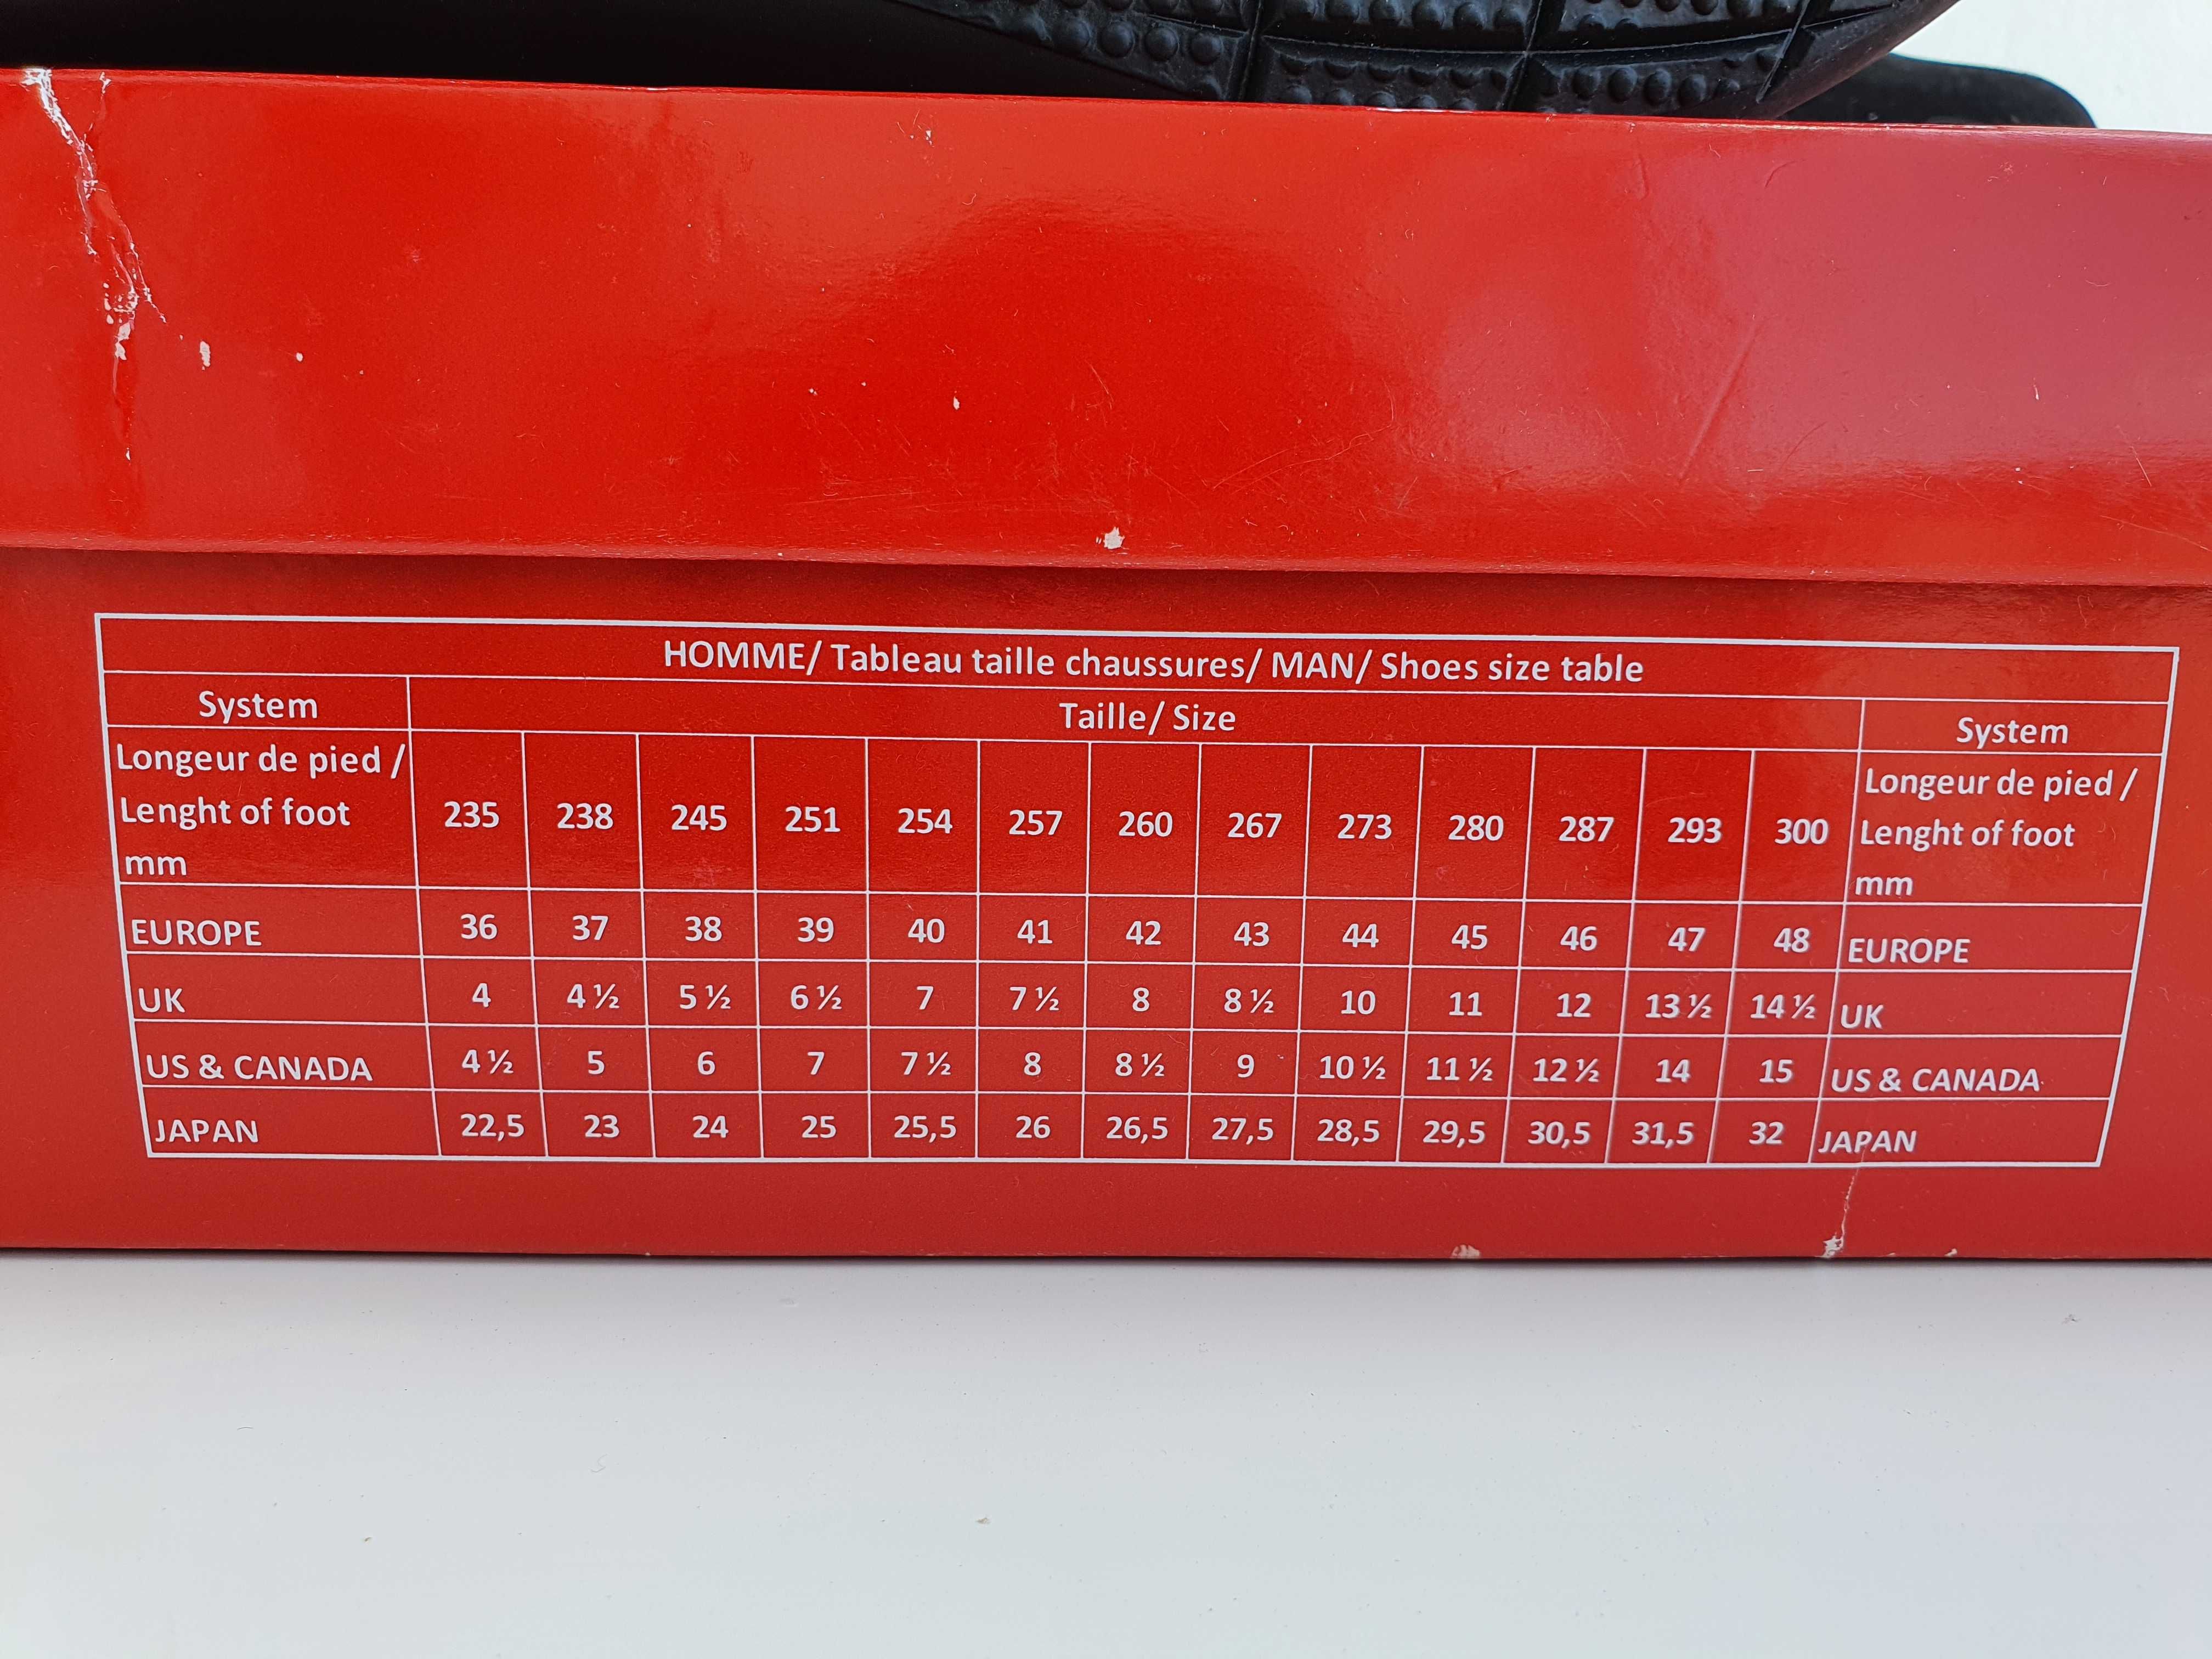 HOMME/ Tableau taille chaussures/ MAN/ Shoes size table
System Taille/ Size System
Longeur de pied /
Lenght of foot
mm
235 238 245 251 254 257 260 267 273 280 287 293 300
Longeur de pied /
Lenght of foot
mm
EUROPE 36 37 38 39 40 41 42 43 44 45 46 47 48 EUROPE
UK 4 4 ½ 5 ½ 6 ½ 7 7 ½ 8 8 ½ 10 11 12 13 ½ 14 ½ UK
US & CANADA 4 ½ 5 6 7 7 ½ 8 8 ½ 9 10 ½ 11 ½ 12 ½ 14 15 US & CANADA
JAPAN 22,5 23 24 25 25,5 26 26,5 27,5 28,5 29,5 30,5 31,5 32 JAPAN